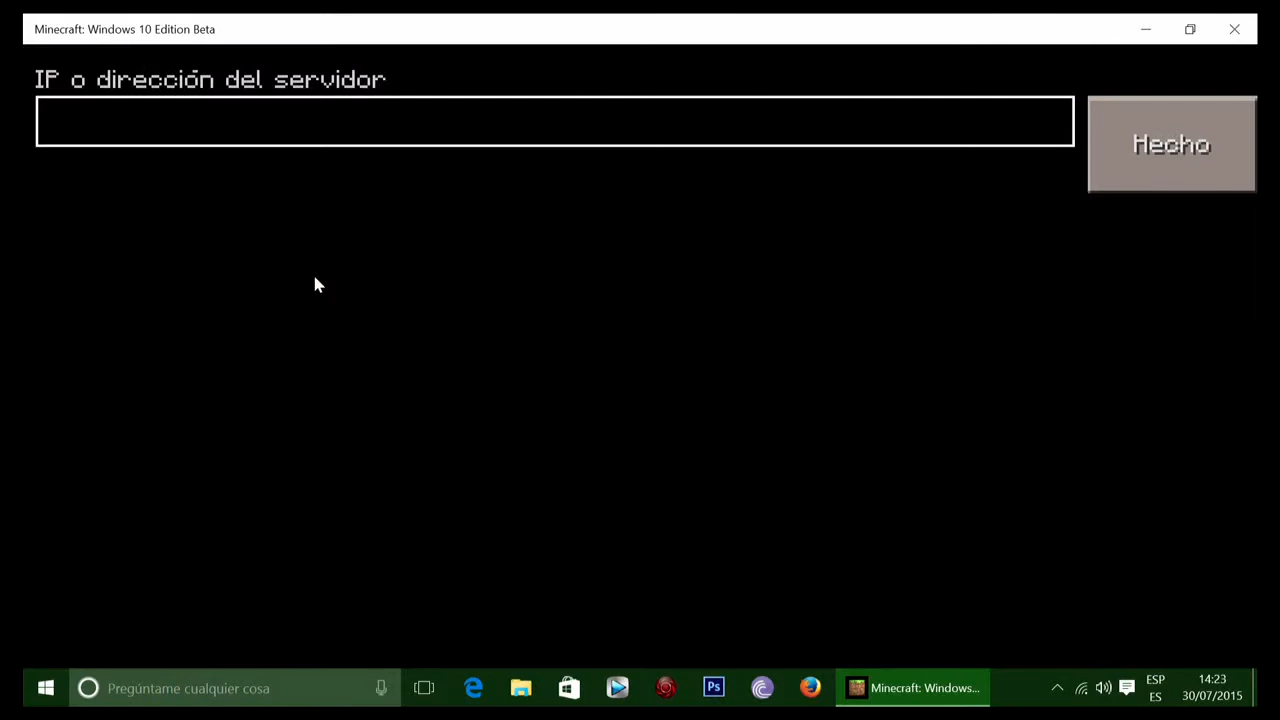 Minecraft: Windows 10 Edition Beta
IP o dirección del servidor
Hecho
Pregúntame cualquier cosa
Ps
Minecraft: Windows...
ESP
ES
14:23
30/07/2015